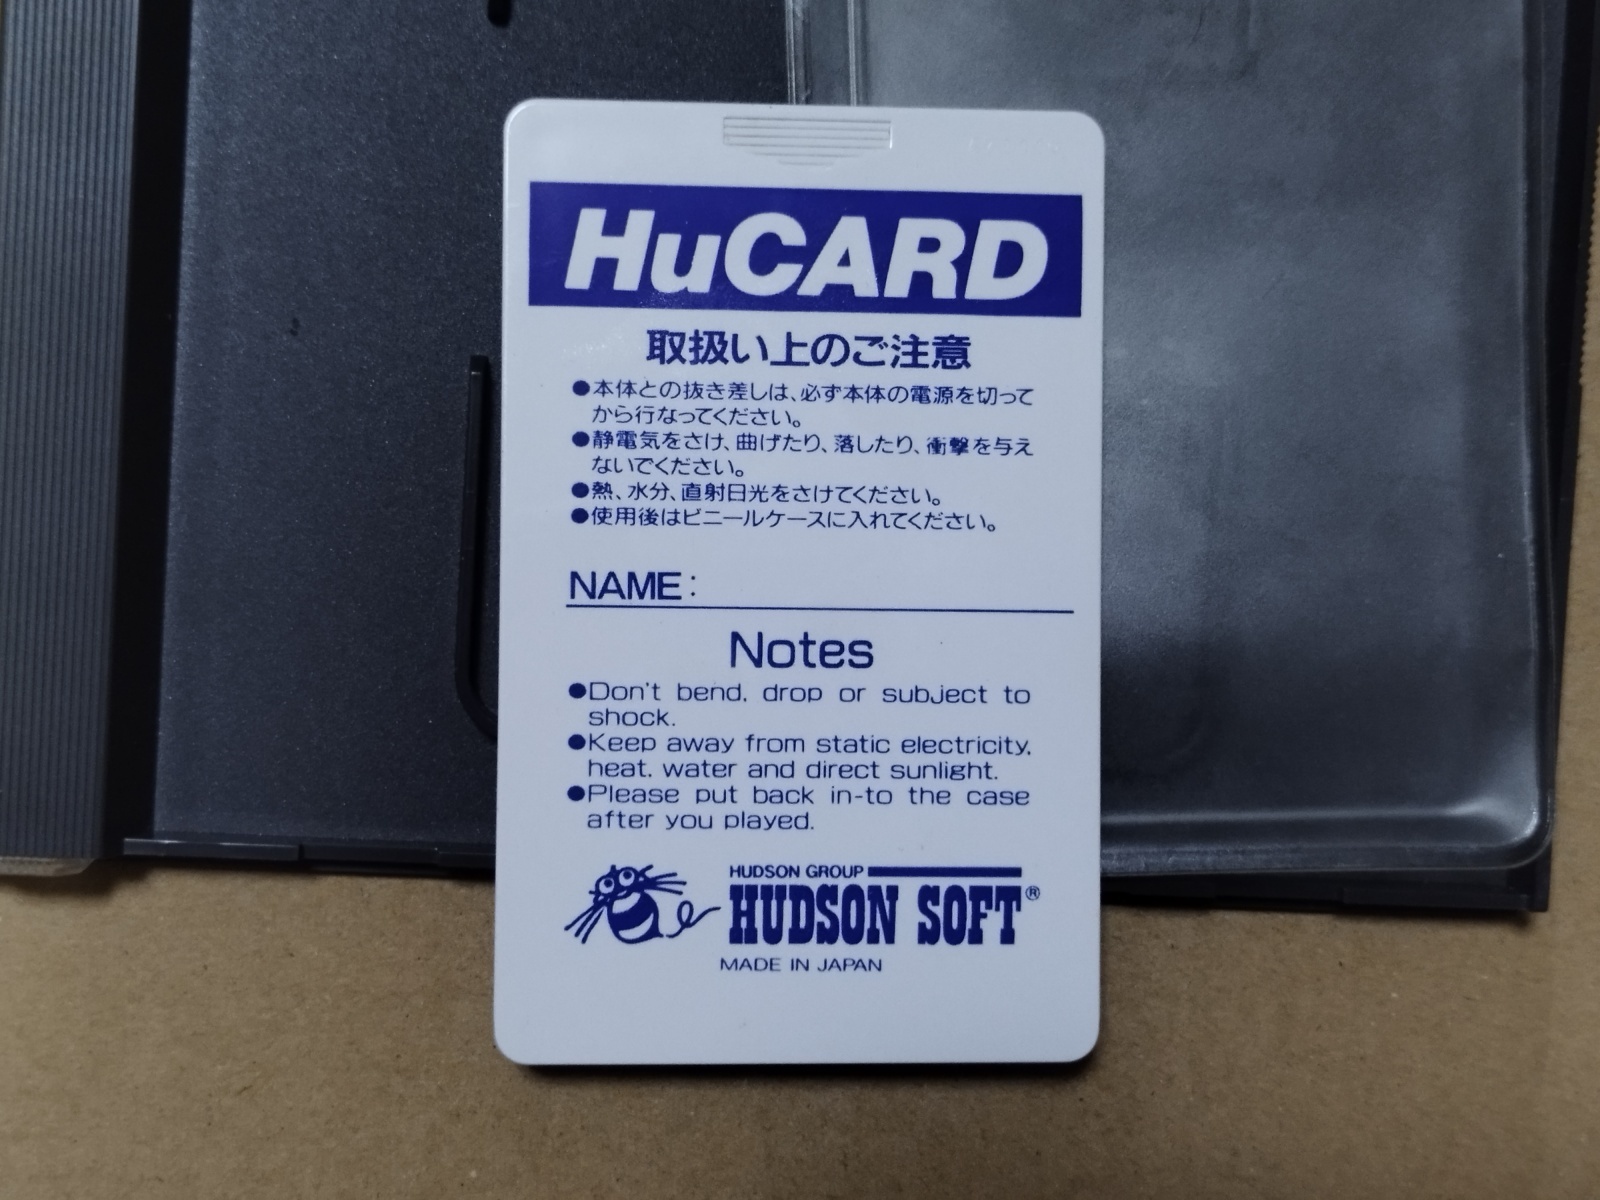 HuCARD
取扱い上のご注意
●本体との抜き差しは、必ず本体の電源を切って
から行なってください。
●静電気をさけ、曲げたり、落したり、衝撃を与え
ないでください。
●熱、水分、直射日光をさけてください。
●使用後はビニールケースに入れてください。
NAME:
Notes
●Don't bend, drop or subject to
shock.
●Keep away from static electricity,
heat, water and direct sunlight.
●Please put back in-to the case
after you played.
HUDSON GROUP
HUDSON SOFT®
MADE IN JAPAN